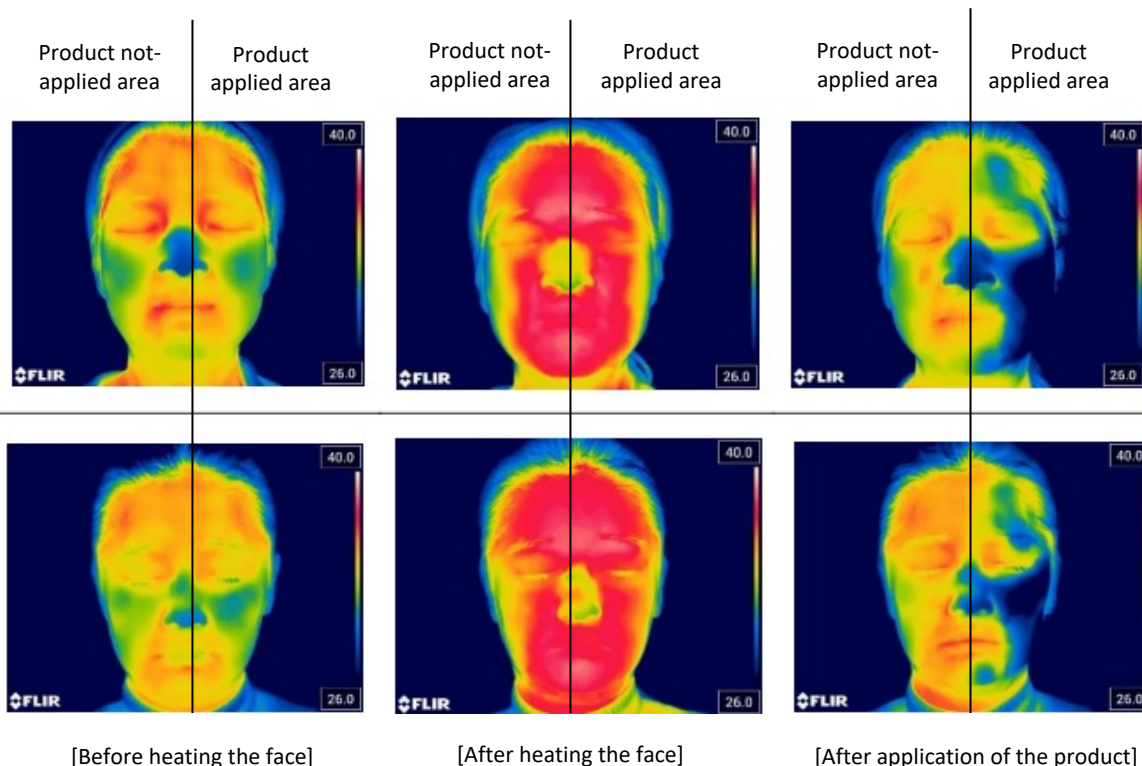 Product not-
applied area
Product
applied area
Product not-
applied area
Product
applied area
Product not-
applied area
Product
applied area
40.0
40.0
40.0
FLIR
26.0
FLIR
26.0
FLIR
26.0
40.0
40.0
40.0
FLIR
26.0
FLIR
26.0
FLIR
26.0
[Before heating the face]
[After heating the face]
[After application of the product]